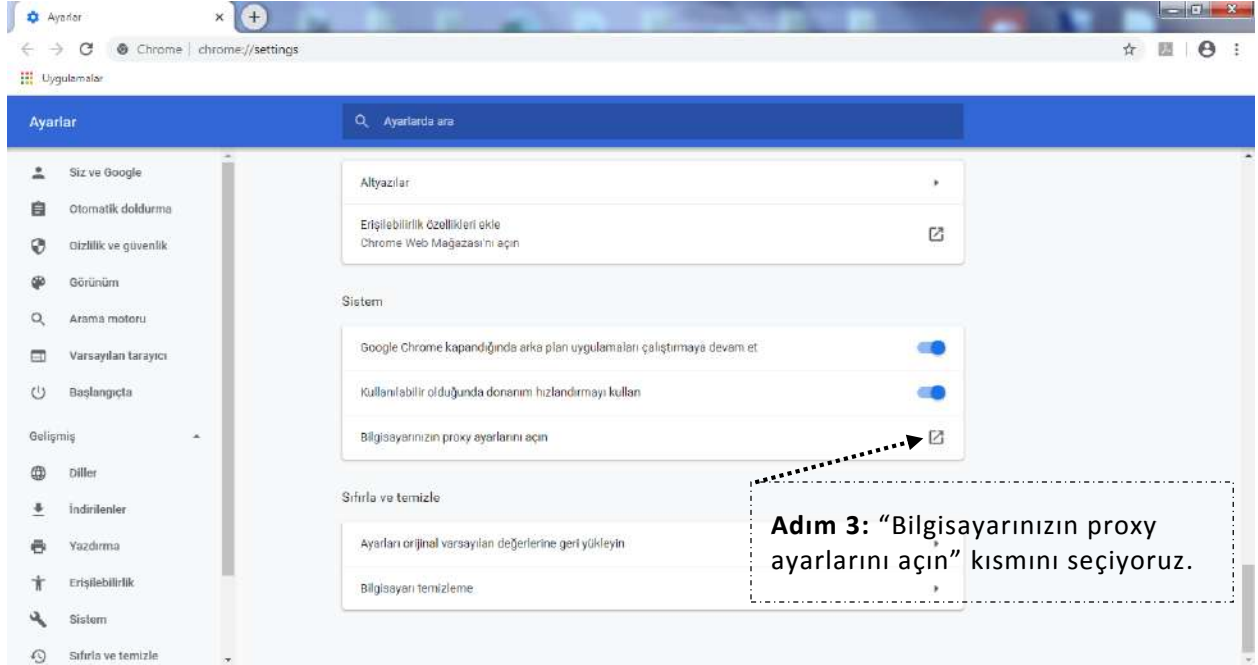 Ayarlar
Chrome | chrome://settings
Uygulamalar
Ayarlar
Ayarlarda ara
Siz ve Google
Otomatik doldurma
Gizlilik ve güvenlik
Görünüm
Arama motoru
Varsayılan tarayıcı
Başlangıçta
Gelişmiş
Diller
İndirilenler
Yazdırma
Erişilebilirlik
Sistem
Sıfırla ve temizle
Altyazılar
Erişilebilirlik özellikleri ekle
Chrome Web Mağazası'nı açın
Sistem
Google Chrome kapandığında arka plan uygulamaları çalıştırmaya devam et
Kullanılabilir olduğunda donanım hızlandırmayı kullan
Bilgisayarınızın proxy ayarlarını açın
Sıfırla ve temizle
Ayarları orijinal varsayılan değerlerine geri yükleyin
Bilgisayarı temizleme
Adım 3: “Bilgisayarınızın proxy
ayarlarını açın” kısmını seçiyoruz.